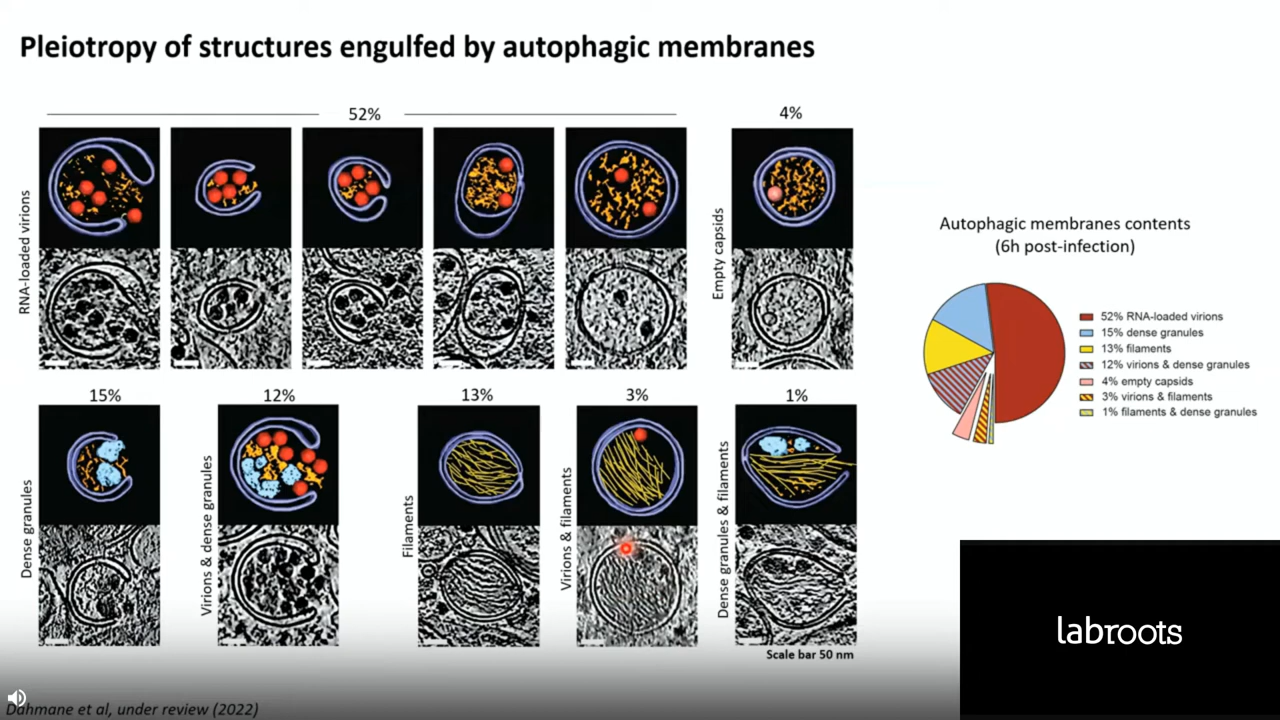 Pleiotropy of structures engulfed by autophagic membranes
52%
4%
RNA-loaded virions
Empty capsids
15%
12%
13%
3%
1%
Dense granules
Virions & dense granules
Filaments
Virions & filaments
Dense granules & filaments
Scale bar 50 nm
Autophagic membranes contents
(6h post-infection)
52% RNA-loaded virions
15% dense granules
13% filaments
12% virions & dense granules
4% empty capsids
3% virions & filaments
1% filaments & dense granules
labroots
Dahmane et al, under review (2022)